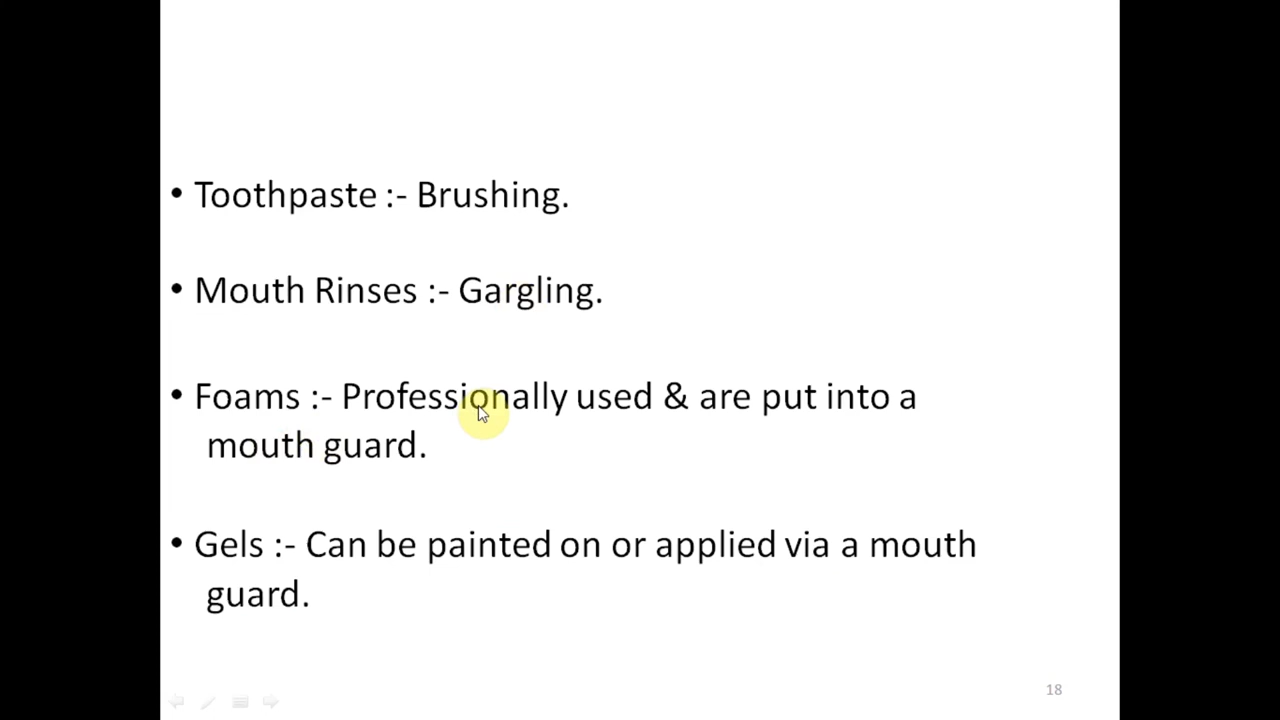 • Toothpaste :- Brushing.
• Mouth Rinses :- Gargling.
• Foams :- Professionally used & are put into a
mouth guard.
• Gels :- Can be painted on or applied via a mouth
guard.
18